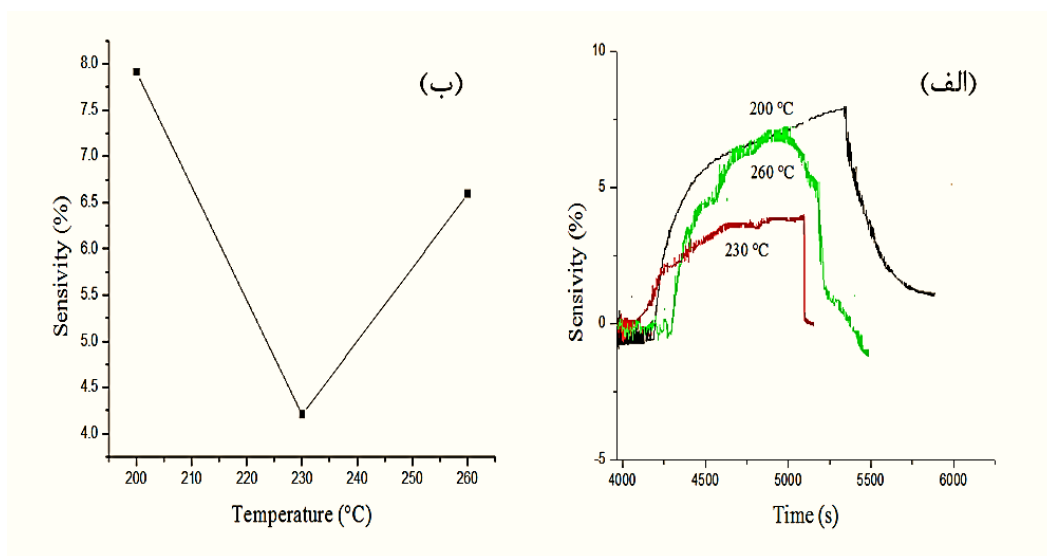 (ب)
8.0
7.5
7.0
6.5
6.0
5.5
5.0
4.5
4.0
Sensivity (%)
200 210 220 230 240 250 260
Temperature (°C)
(الف)
10
5
0
-5
Sensivity (%)
200 °C
260 °C
230 °C
4000 4500 5000 5500 6000
Time (s)